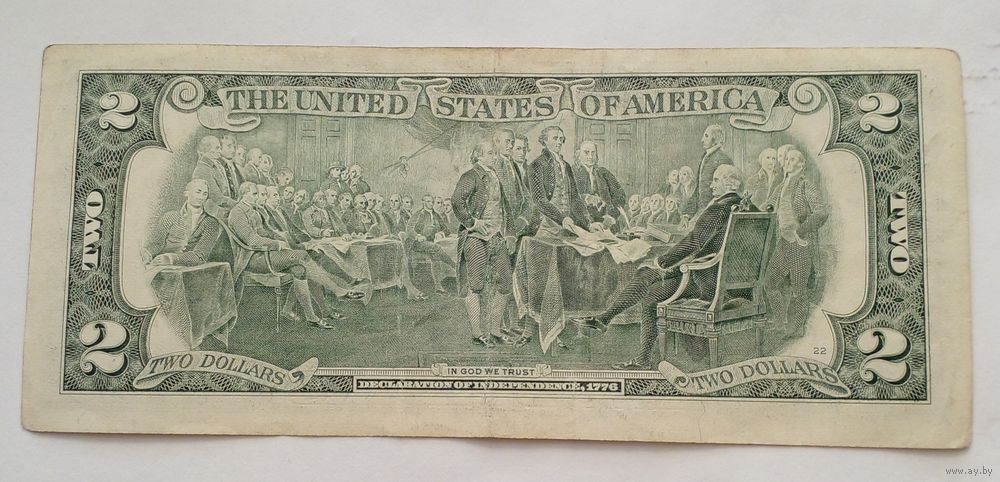 THE UNITED STATES OF AMERICA
2
2
TWO
TWO
2
2
22
TWO DOLLARS
TWO DOLLARS
IN GOD WE TRUST
DECLARATION OF INDEPENDENCE, 1776
www.ay.by